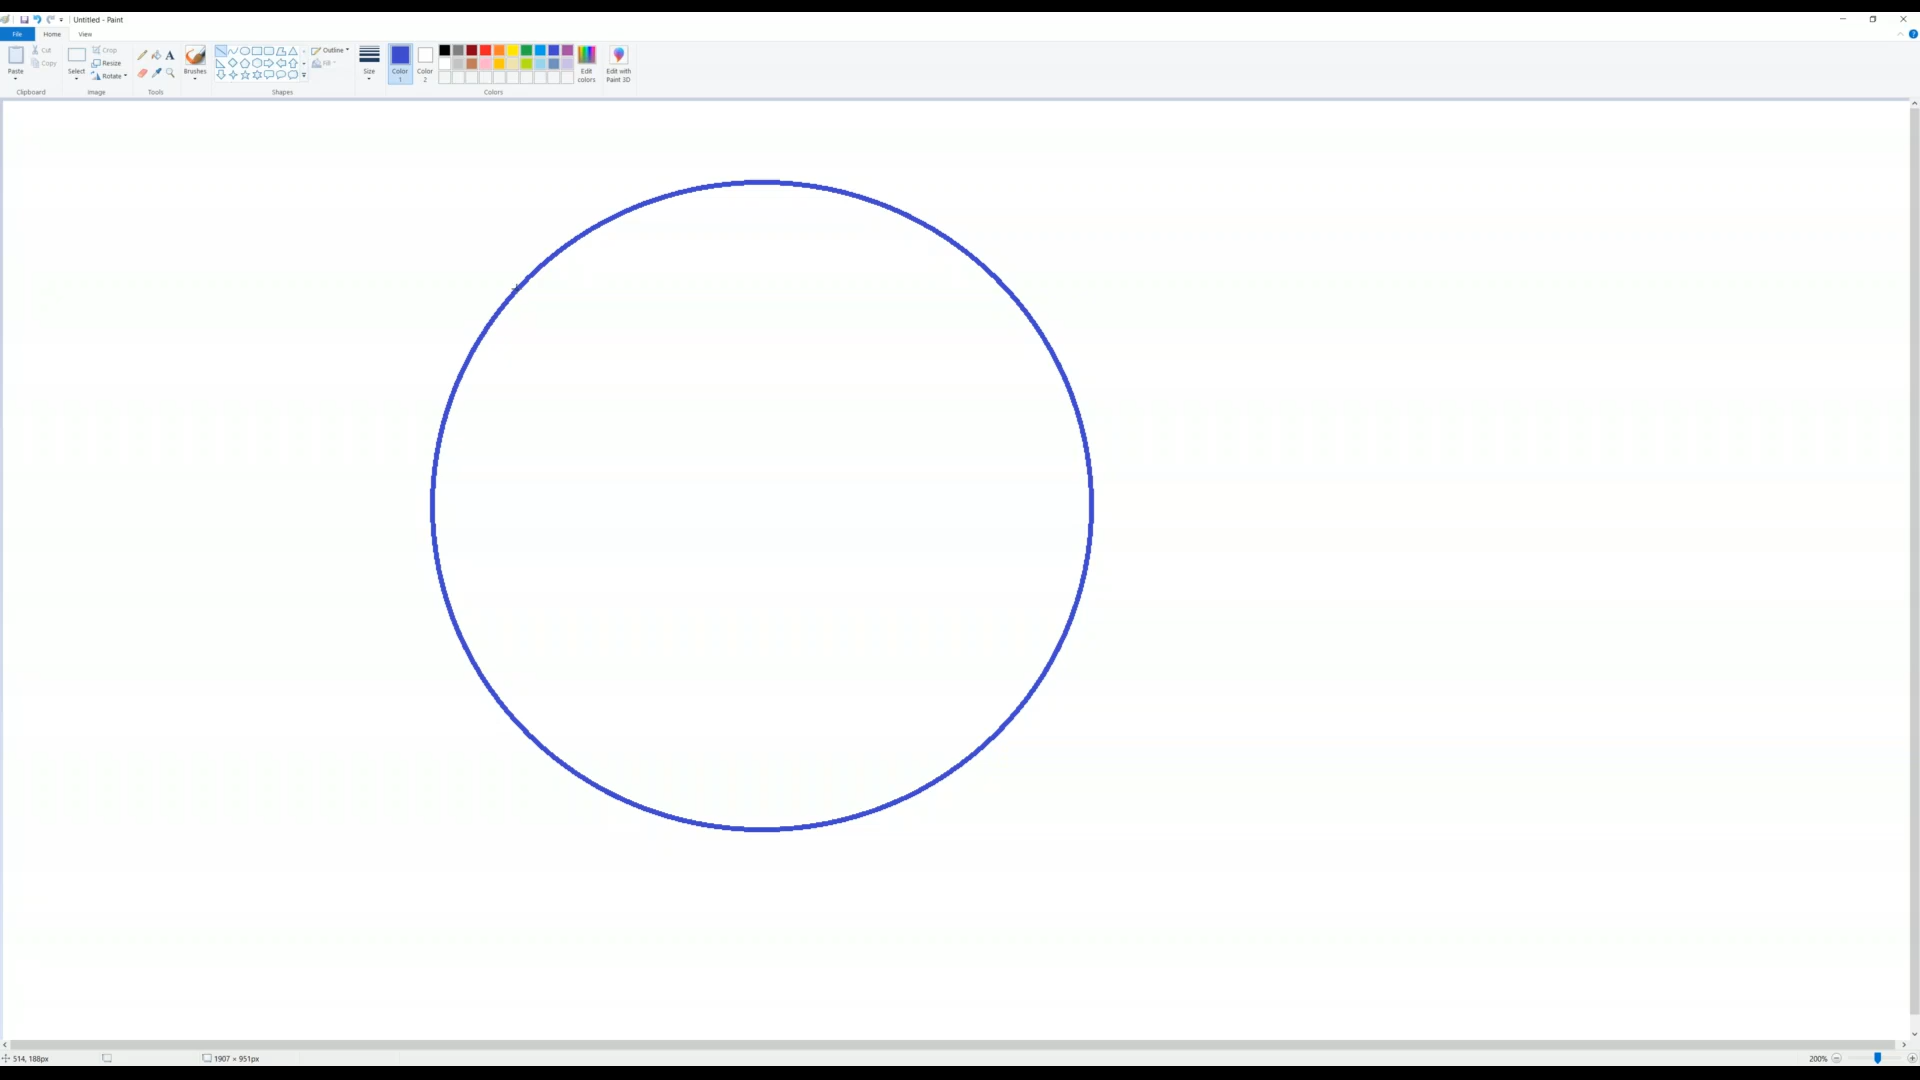 Untitled - Paint
File Home View
Paste
Cut
Copy
Clipboard
Select
Crop
Resize
Rotate
Image
Tools
Brushes
Outline
Fill
Shapes
Size
Color 1
Color 2
Colors
Edit colors
Edit with Paint 3D
514, 188px
1907 × 951px
200%